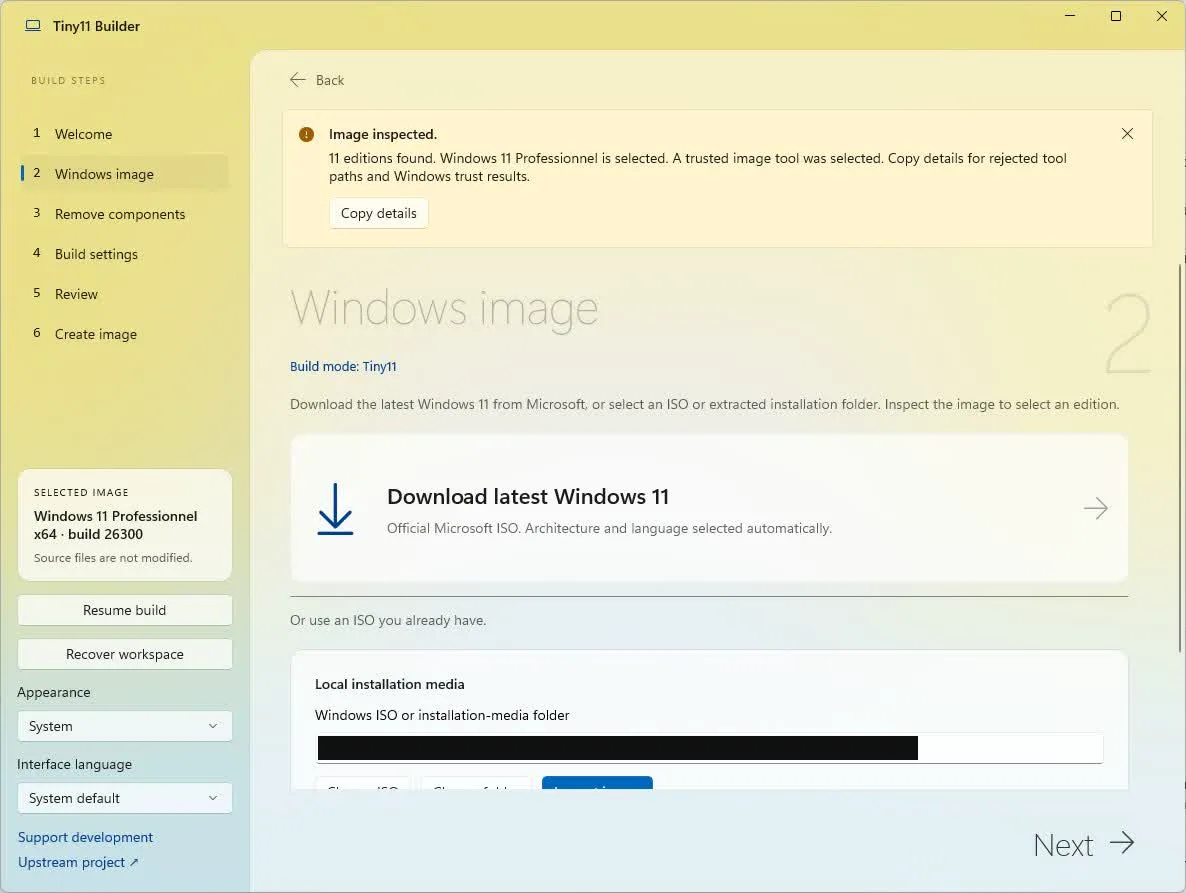 Tiny11 Builder
BUILD STEPS
1 Welcome
2 Windows image
3 Remove components
4 Build settings
5 Review
6 Create image
SELECTED IMAGE
Windows 11 Professionnel
x64 · build 26300
Source files are not modified.
Resume build
Recover workspace
Appearance
System
Interface language
System default
Support development
Upstream project ↗
← Back
Image inspected.
11 editions found. Windows 11 Professionnel is selected. A trusted image tool was selected. Copy details for rejected tool
paths and Windows trust results.
Copy details
Windows image
2
Build mode: Tiny11
Download the latest Windows 11 from Microsoft, or select an ISO or extracted installation folder. Inspect the image to select an edition.
Download latest Windows 11
Official Microsoft ISO. Architecture and language selected automatically.
Or use an ISO you already have.
Local installation media
Windows ISO or installation-media folder
Next →